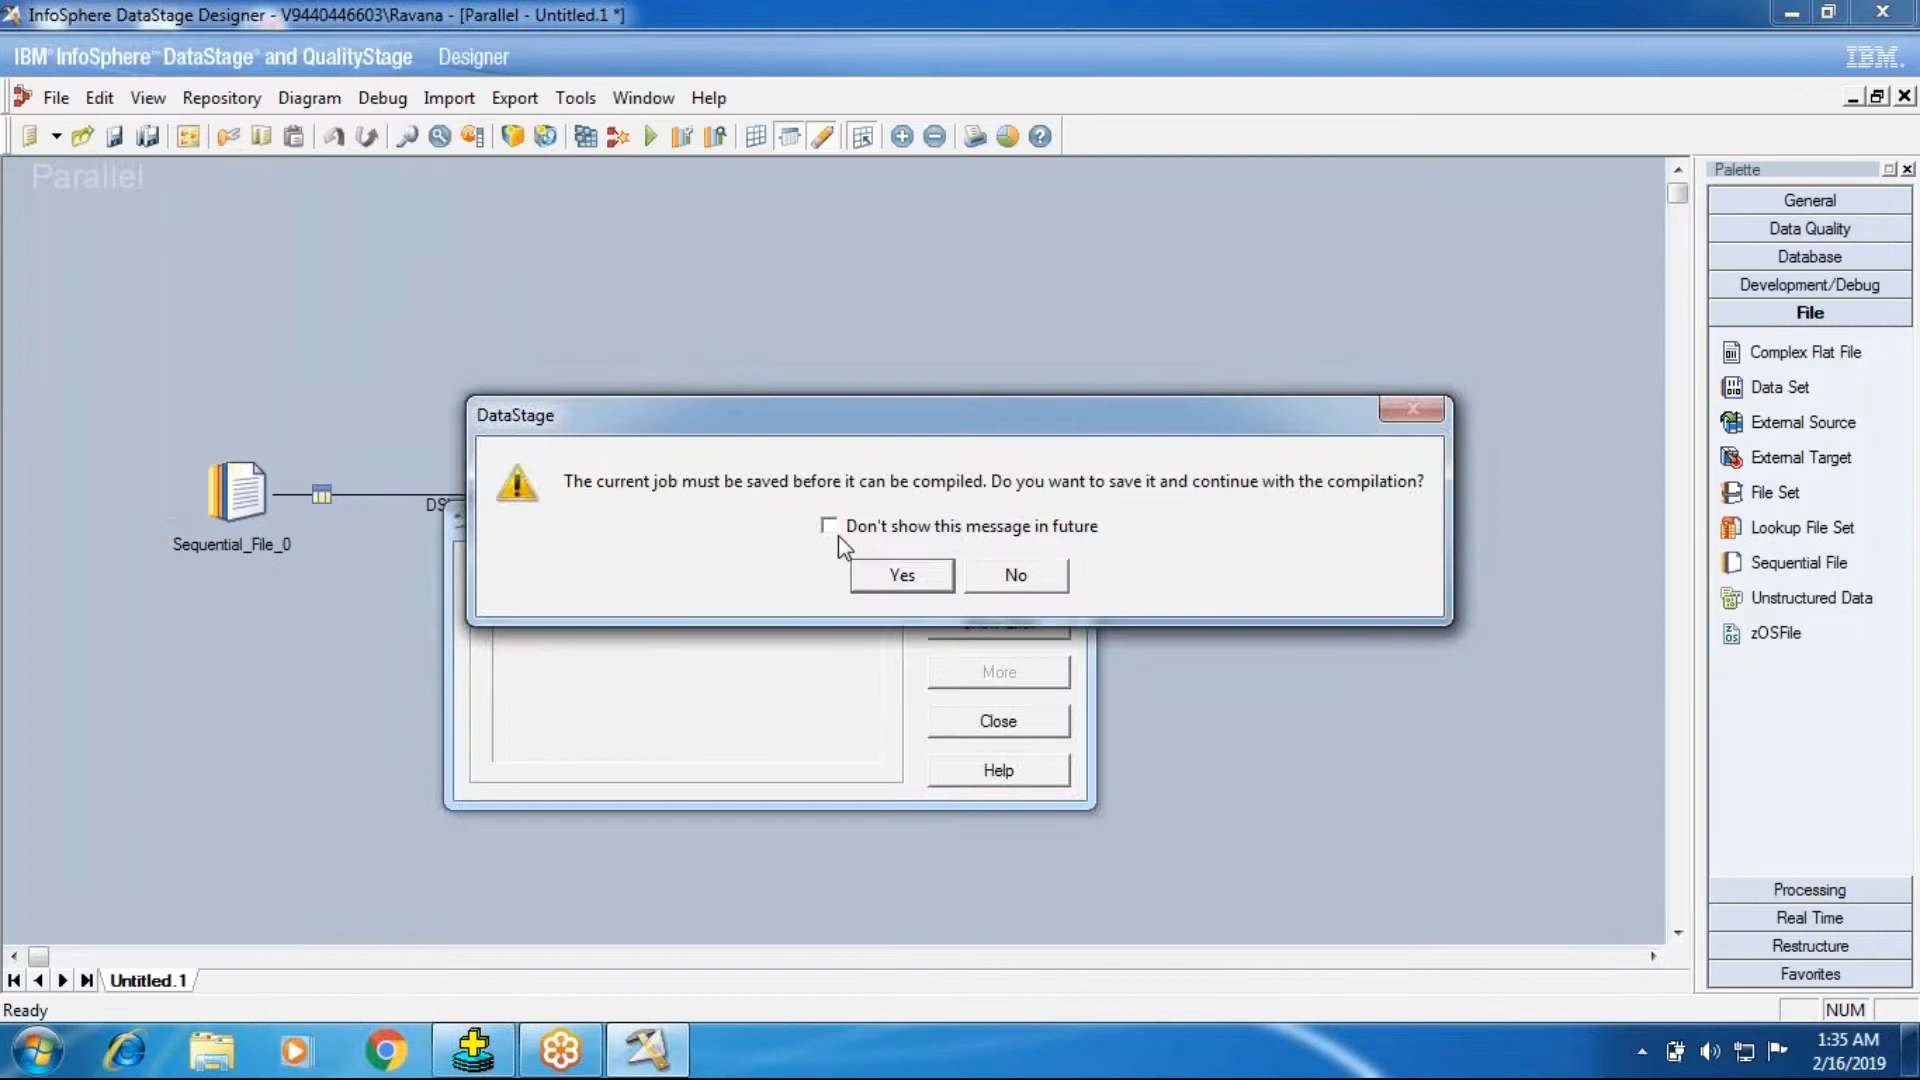 InfoSphere DataStage Designer - V9440446603\Ravana - [Parallel - Untitled.1 *]
IBM® InfoSphere™ DataStage® and QualityStage Designer
IBM.
File Edit View Repository Diagram Debug Import Export Tools Window Help
Parallel
Palette
General
Data Quality
Database
Development/Debug
File
Complex Flat File
Data Set
External Source
External Target
File Set
Lookup File Set
Sequential File
Unstructured Data
zOSFile
Processing
Real Time
Restructure
Favorites
DataStage
The current job must be saved before it can be compiled. Do you want to save it and continue with the compilation?
Don't show this message in future
Yes No
Sequential_File_0
More
Close
Help
Untitled.1
Ready
NUM
1:35 AM
2/16/2019